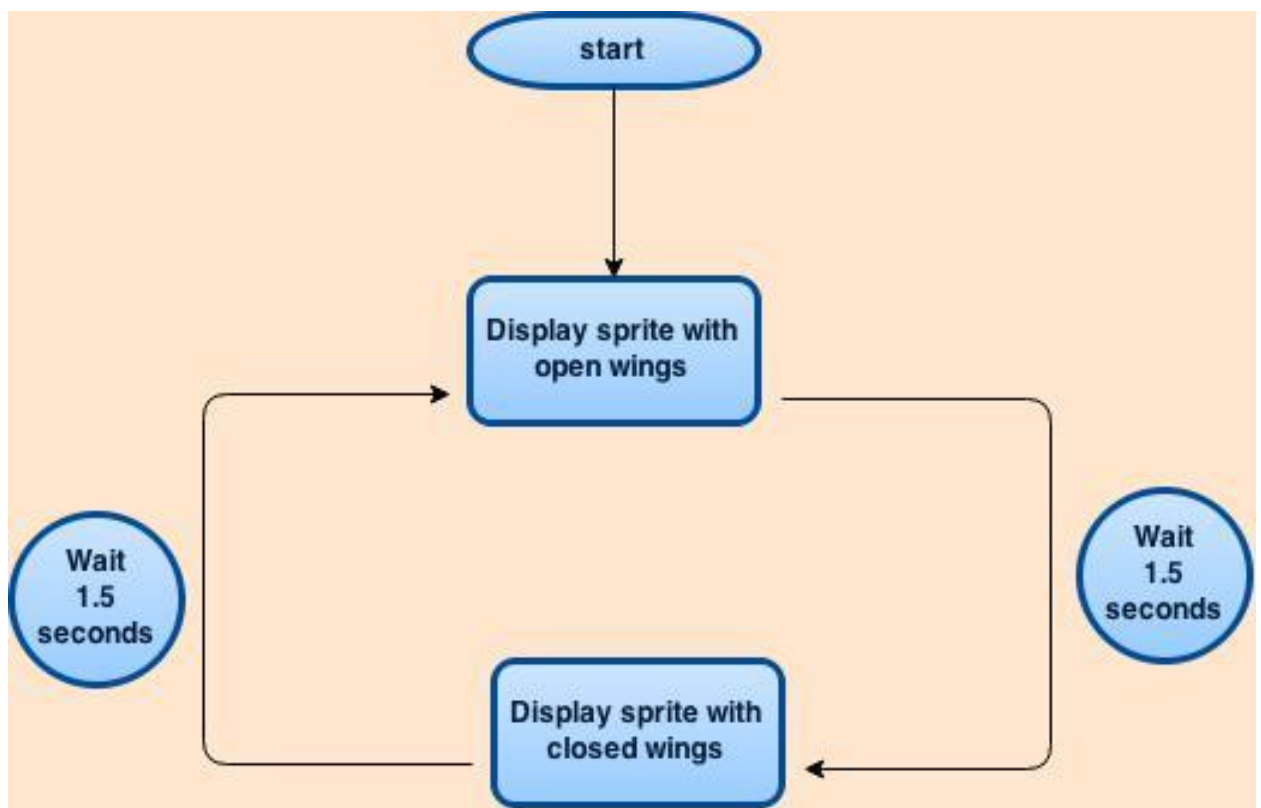 start
Display sprite with
open wings
Wait
1.5
seconds
Wait
1.5
seconds
Display sprite with
closed wings